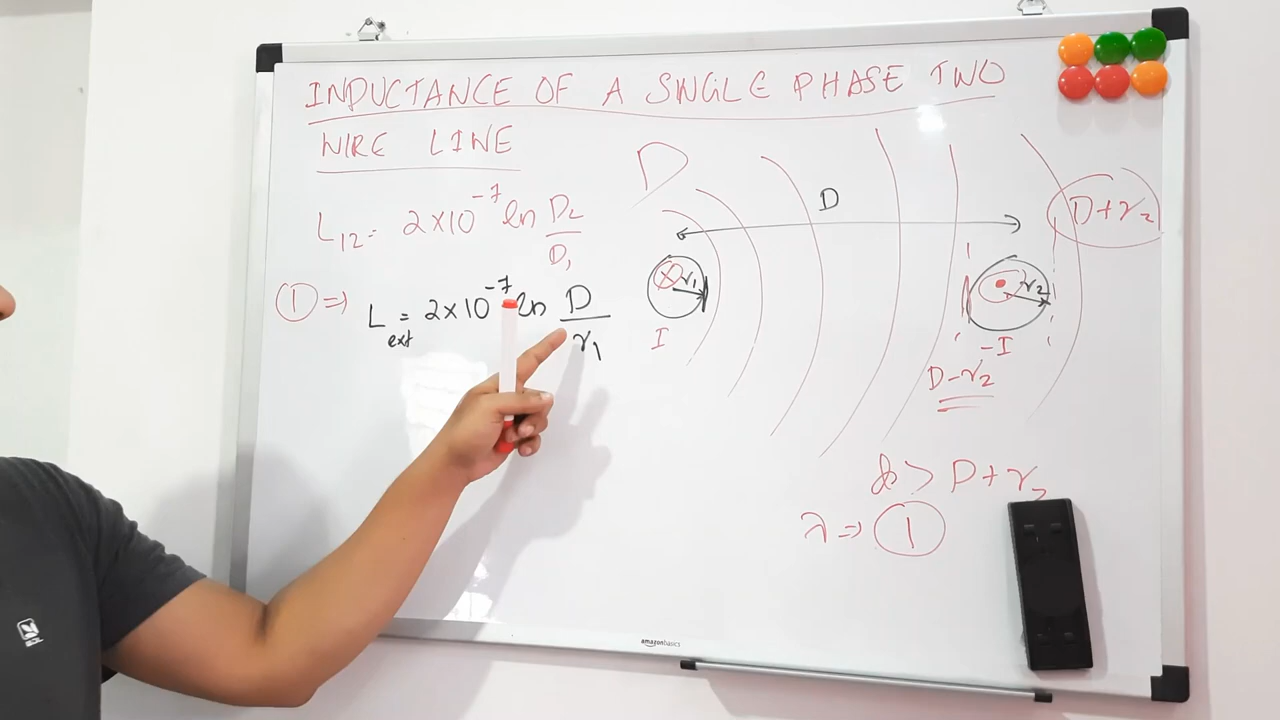 INDUCTANCE OF A SINGLE PHASE TWO
WIRE LINE
L12 = 2×10^-7 ln D2/D1
① ⇒ Lext = 2×10^-7 ln D/r1
D
D
D+r2
r1
r2
I
-I
D-r2
> D+r2
λ ⇒ ①
amazonbasics